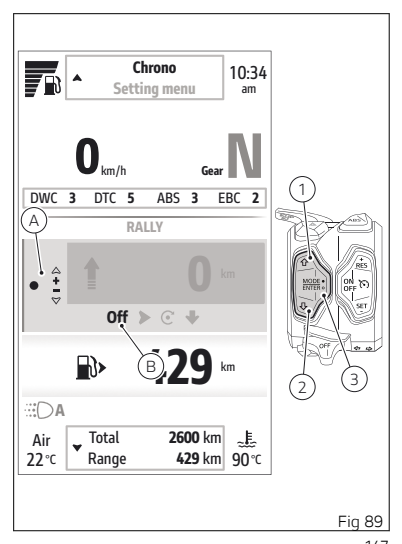 Chrono
Setting menu
10:34
am
0 km/h
Gear N
DWC 3 DTC 5 ABS 3 EBC 2
A
RALLY
0 km
Off
B
429 km
A
Air
22°C
Total 2600 km
Range 429 km
90°C
1
ABS
MODE
ENTER
+
RES
ON
OFF
SET
-
OFF
2
3
Fig 89
147